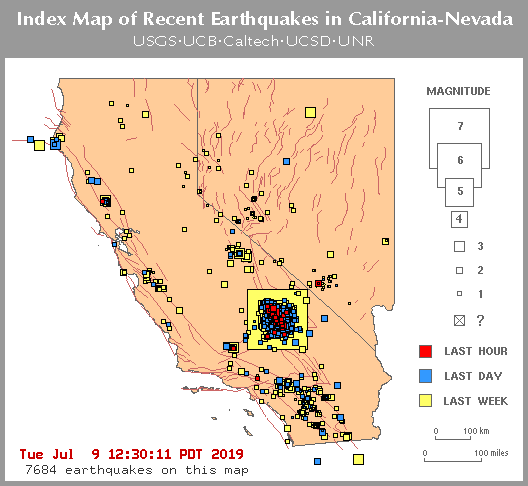 Index Map of Recent Earthquakes in California-Nevada
USGS·UCB·Caltech·UCSD·UNR
MAGNITUDE
7
6
5
4
3
2
1
?
LAST HOUR
LAST DAY
LAST WEEK
0 100 km
0 100 miles
Tue Jul 9 12:30:11 PDT 2019
7684 earthquakes on this map